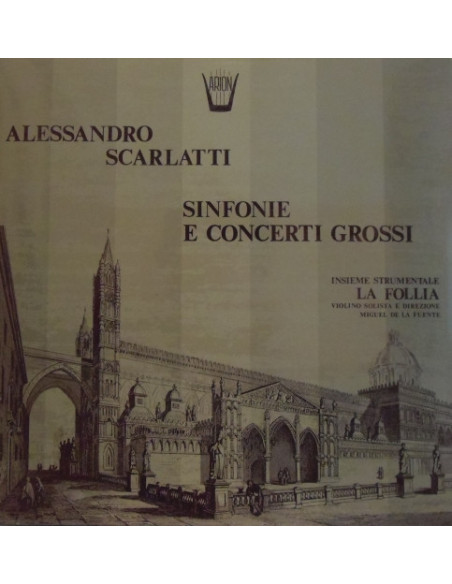 ARION
ALESSANDRO
SCARLATTI
SINFONIE
E CONCERTI GROSSI
INSIEME STRUMENTALE
LA FOLLIA
VIOLINO SOLISTA E DIREZIONE
MIGUEL DE LA FUENTE